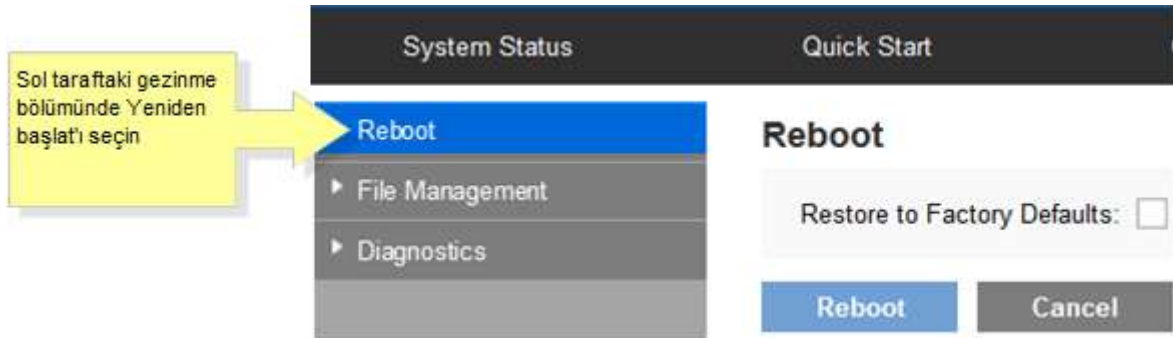 System Status
Quick Start
Sol taraftaki gezinme
bölümünde Yeniden
başlat'ı seçin
Reboot
File Management
Diagnostics
Reboot
Restore to Factory Defaults:
Reboot
Cancel